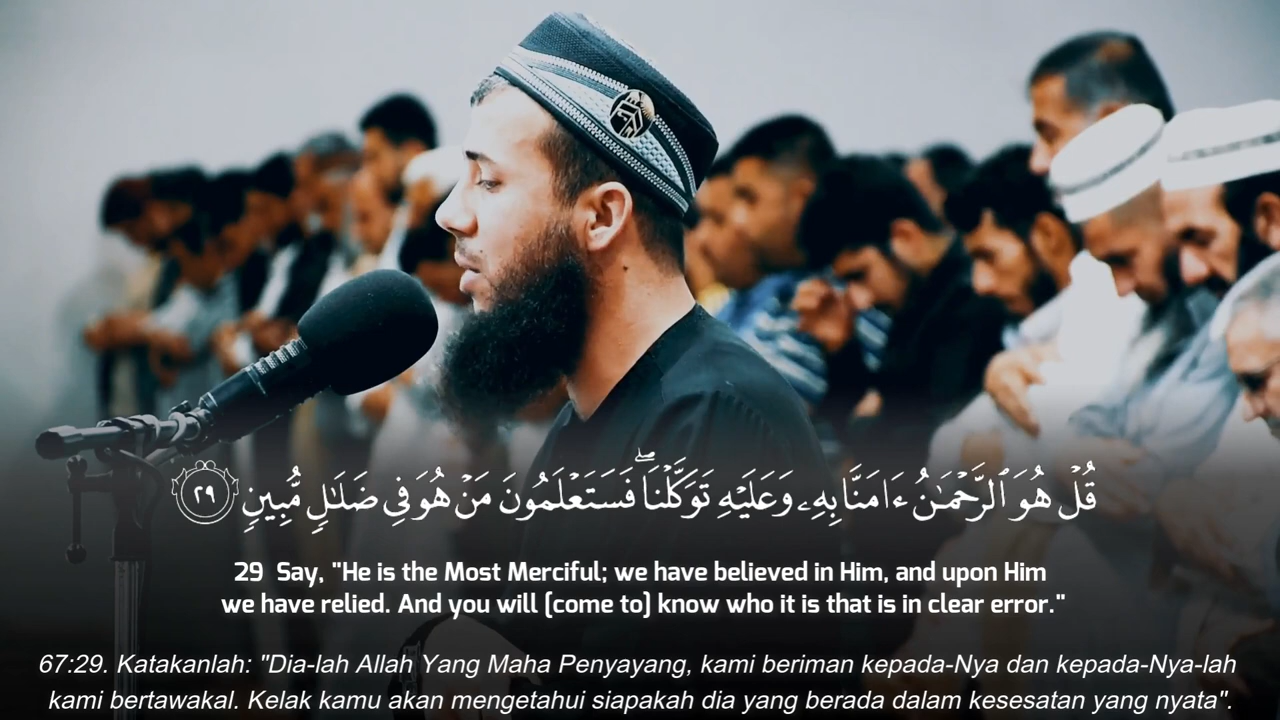 قُلْ هُوَ ٱلرَّحْمَٰنُ ءَامَنَّا بِهِۦ وَعَلَيْهِ تَوَكَّلْنَا ۖ فَسَتَعْلَمُونَ مَنْ هُوَ فِى ضَلَٰلٍ مُّبِينٍ ٢٩
29 Say, "He is the Most Merciful; we have believed in Him, and upon Him
we have relied. And you will (come to) know who it is that is in clear error."
67:29. Katakanlah: "Dia-lah Allah Yang Maha Penyayang, kami beriman kepada-Nya dan kepada-Nya-lah
kami bertawakal. Kelak kamu akan mengetahui siapakah dia yang berada dalam kesesatan yang nyata".